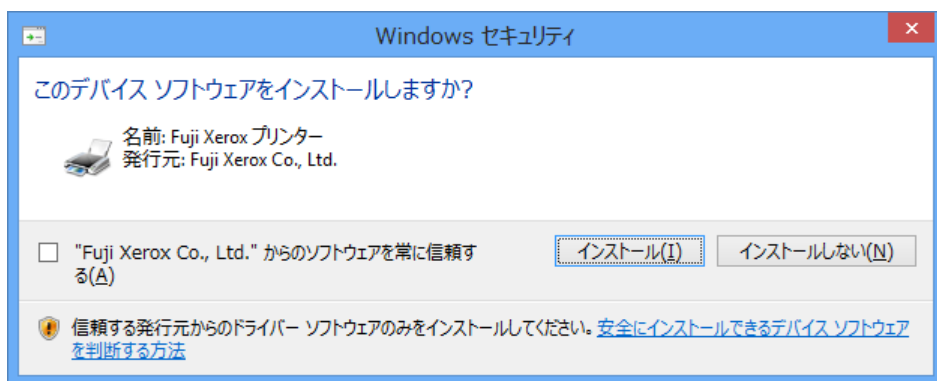 Windows セキュリティ
このデバイス ソフトウェアをインストールしますか?
名前: Fuji Xerox プリンター
発行元: Fuji Xerox Co., Ltd.
"Fuji Xerox Co., Ltd." からのソフトウェアを常に信頼す
る(A)
インストール(I)
インストールしない(N)
信頼する発行元からのドライバー ソフトウェアのみをインストールしてください。安全にインストールできるデバイス ソフトウェア
を判断する方法